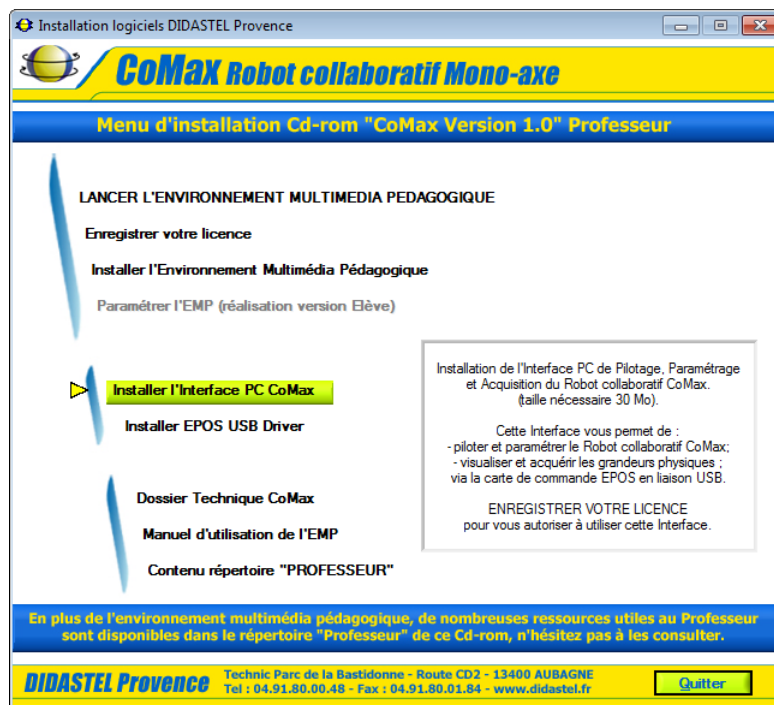 Installation logiciels DIDASTEL Provence
CoMax Robot collaboratif Mono-axe
Menu d'installation Cd-rom "CoMax Version 1.0" Professeur
LANCER L'ENVIRONNEMENT MULTIMEDIA PEDAGOGIQUE
Enregistrer votre licence
Installer l'Environnement Multimédia Pédagogique
Paramétrer l'EMP (réalisation version Elève)
Installer l'Interface PC CoMax
Installer EPOS USB Driver
Installation de l'Interface PC de Pilotage, Paramétrage
et Acquisition du Robot collaboratif CoMax.
(taille nécessaire 30 Mo).
Cette Interface vous permet de :
- piloter et paramétrer le Robot collaboratif CoMax;
- visualiser et acquérir les grandeurs physiques ;
via la carte de commande EPOS en liaison USB.
ENREGISTRER VOTRE LICENCE
pour vous autoriser à utiliser cette Interface.
Dossier Technique CoMax
Manuel d'utilisation de l'EMP
Contenu répertoire "PROFESSEUR"
En plus de l'environnement multimédia pédagogique, de nombreuses ressources utiles au Professeur
sont disponibles dans le répertoire "Professeur" de ce Cd-rom, n'hésitez pas à les consulter.
DIDASTEL Provence
Technic Parc de la Bastidonne - Route CD2 - 13400 AUBAGNE
Tel : 04.91.80.00.48 - Fax : 04.91.80.01.84 - www.didastel.fr
Quitter